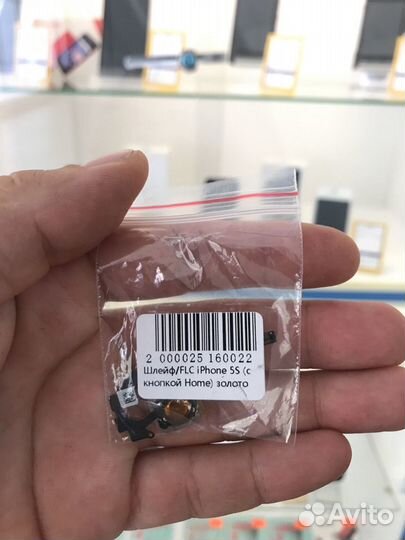 2 000025 160022
Шлейф/FLC iPhone 5S (с
кнопкой Home) золото
Avito